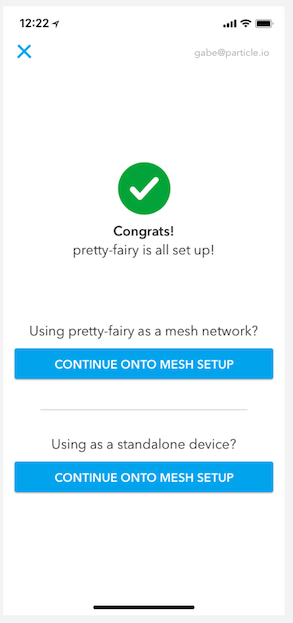 12:22
gabe@particle.io
Congrats!
pretty-fairy is all set up!
Using pretty-fairy as a mesh network?
CONTINUE ONTO MESH SETUP
Using as a standalone device?
CONTINUE ONTO MESH SETUP